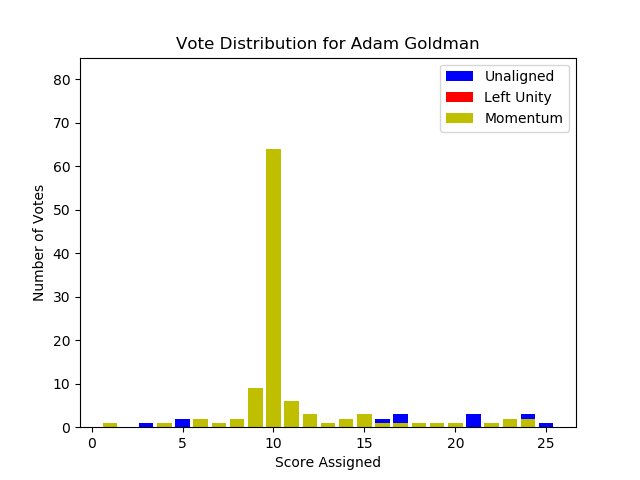 Vote Distribution for Adam Goldman
Unaligned
Left Unity
Momentum
Number of Votes
80
70
60
50
40
30
20
10
0
0 5 10 15 20 25
Score Assigned